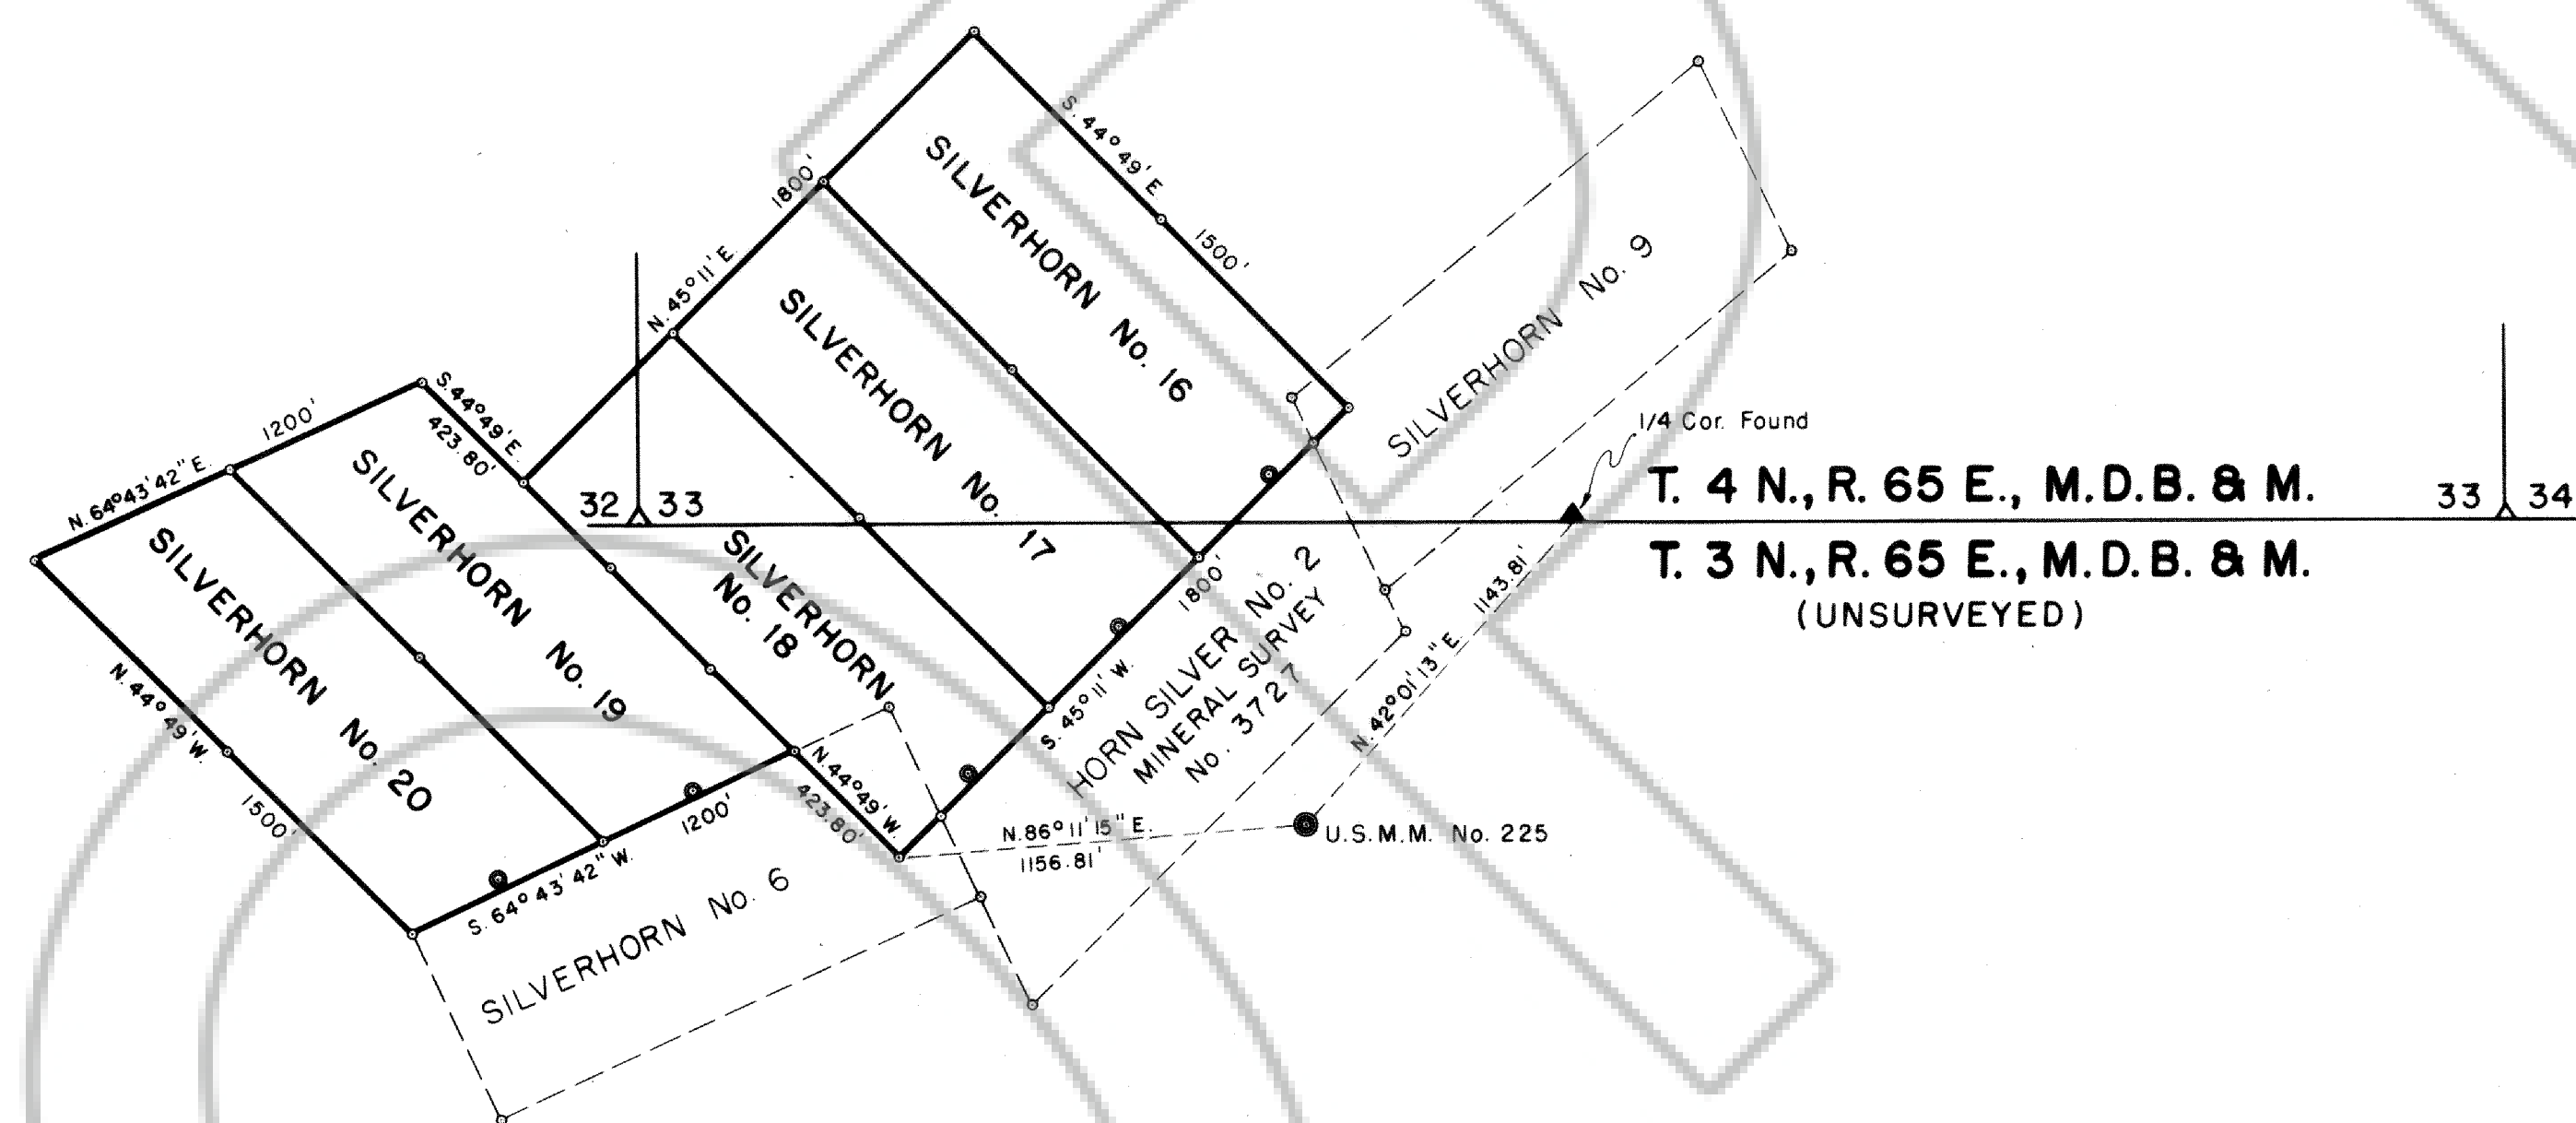 S. 44° 49' E
1500'
SILVERHORN No. 16
1800'
N. 45° 11' E.
SILVERHORN No. 17
SILVERHORN No. 9
1/4 Cor. Found
T. 4 N., R. 65 E., M.D.B. & M.
33 34
32 33
T. 3 N., R. 65 E., M.D.B. & M.
(UNSURVEYED)
S. 44° 49' E.
423.80'
1200'
N. 64° 43' 42" E.
SILVERHORN No. 19
SILVERHORN
No. 18
SILVERHORN No. 20
N. 44° 49' W.
1500'
1800'
S. 45° 11' W.
HORN SILVER No. 2
MINERAL SURVEY
No. 3727
1143.81'
N. 42° 01' 13" E.
N. 44° 49' W.
423.80'
1200'
S. 64° 43' 42" W.
N. 86° 11' 15" E.
1156.81'
U.S.M.M. No. 225
SILVERHORN No. 6